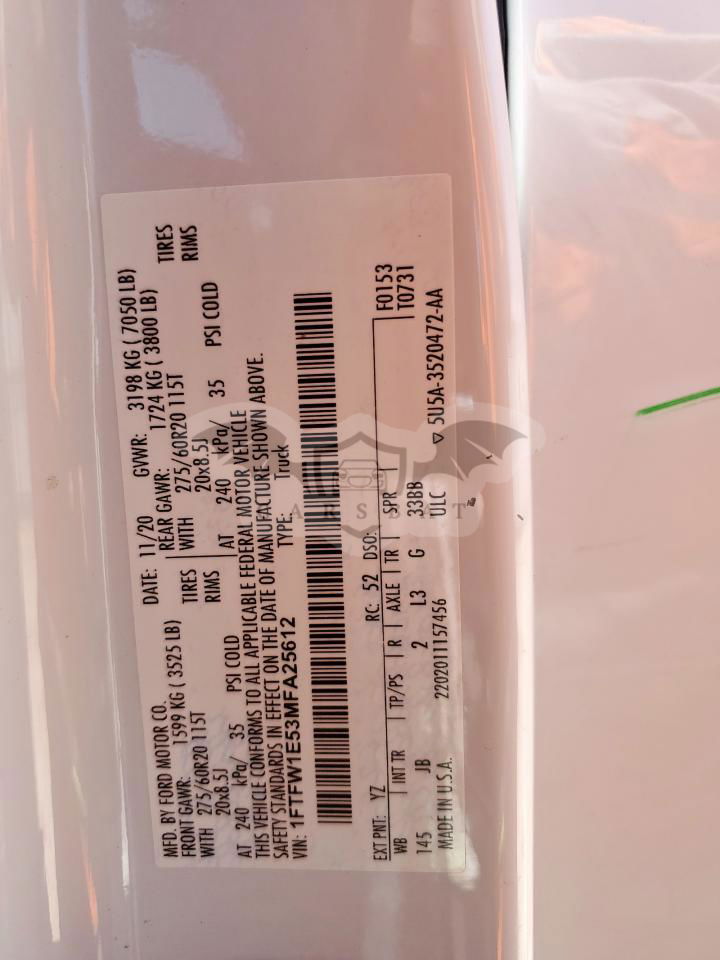 MFD. BY FORD MOTOR CO.
DATE: 11/20 GVWR: 3198 KG ( 7050 LB)
FRONT GAWR: 1599 KG ( 3525 LB) REAR GAWR: 1724 KG ( 3800 LB)
WITH 275/60R20 115T TIRES WITH 275/60R20 115T TIRES
20x8.5J RIMS 20x8.5J RIMS
AT 240 kPa/ 35 PSI COLD AT 240 kPa/ 35 PSI COLD
THIS VEHICLE CONFORMS TO ALL APPLICABLE FEDERAL MOTOR VEHICLE
SAFETY STANDARDS IN EFFECT ON THE DATE OF MANUFACTURE SHOWN ABOVE.
VIN: 1FTFW1E53MFA25612 TYPE: Truck
EXT PNT: YZ RC: 52 DSO: F0153
WB INT TR TP/PS R AXLE TR SPR T0731
145 JB 2 L3 G 33BB
MADE IN U.S.A. 2202011157456 ULC ▽ 5U5A-3520472-AA
ARSBAT